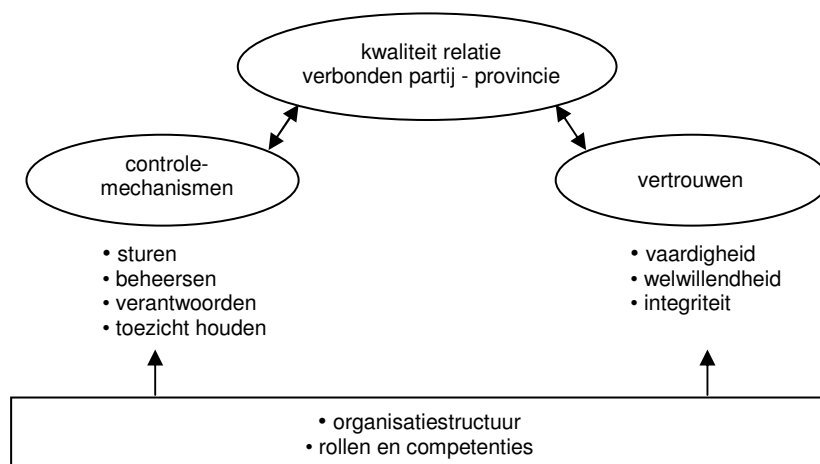 kwaliteit relatie
verbonden partij - provincie
controle-
mechanismen
vertrouwen
• sturen
• beheersen
• verantwoorden
• toezicht houden
• vaardigheid
• welwillendheid
• integriteit
• organisatiestructuur
• rollen en competenties